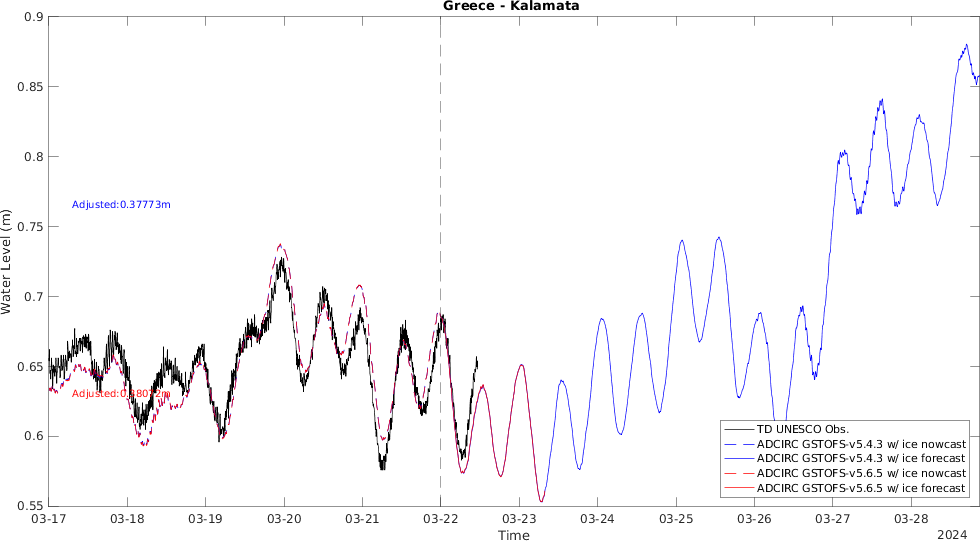 Greece - Kalamata
0.9
0.85
0.8
0.75
0.7
0.65
0.6
0.55
Water Level (m)
Adjusted:0.37773m
Adjusted:0.38072m
TD UNESCO Obs.
ADCIRC GSTOFS-v5.4.3 w/ ice nowcast
ADCIRC GSTOFS-v5.4.3 w/ ice forecast
ADCIRC GSTOFS-v5.6.5 w/ ice nowcast
ADCIRC GSTOFS-v5.6.5 w/ ice forecast
03-17 03-18 03-19 03-20 03-21 03-22 03-23 03-24 03-25 03-26 03-27 03-28
Time
2024